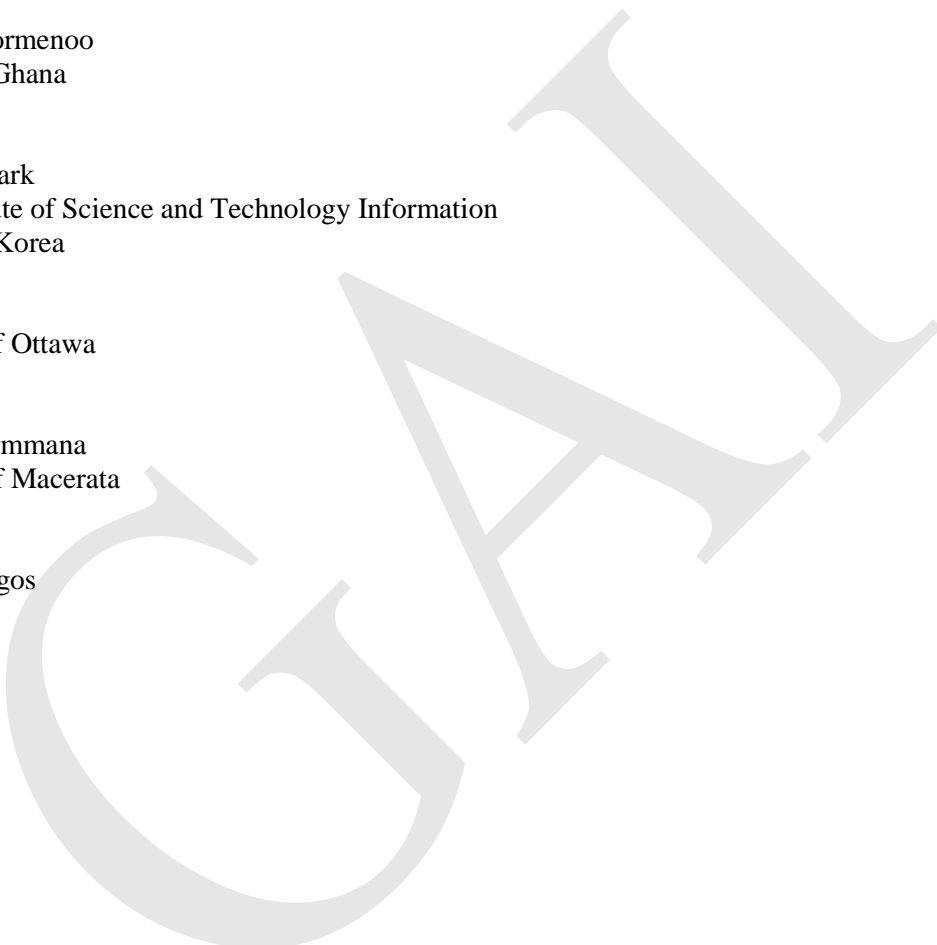 ormenoo
Ghana
ark
te of Science and Technology Information
Korea
f Ottawa
mmana
f Macerata
gos
GAI